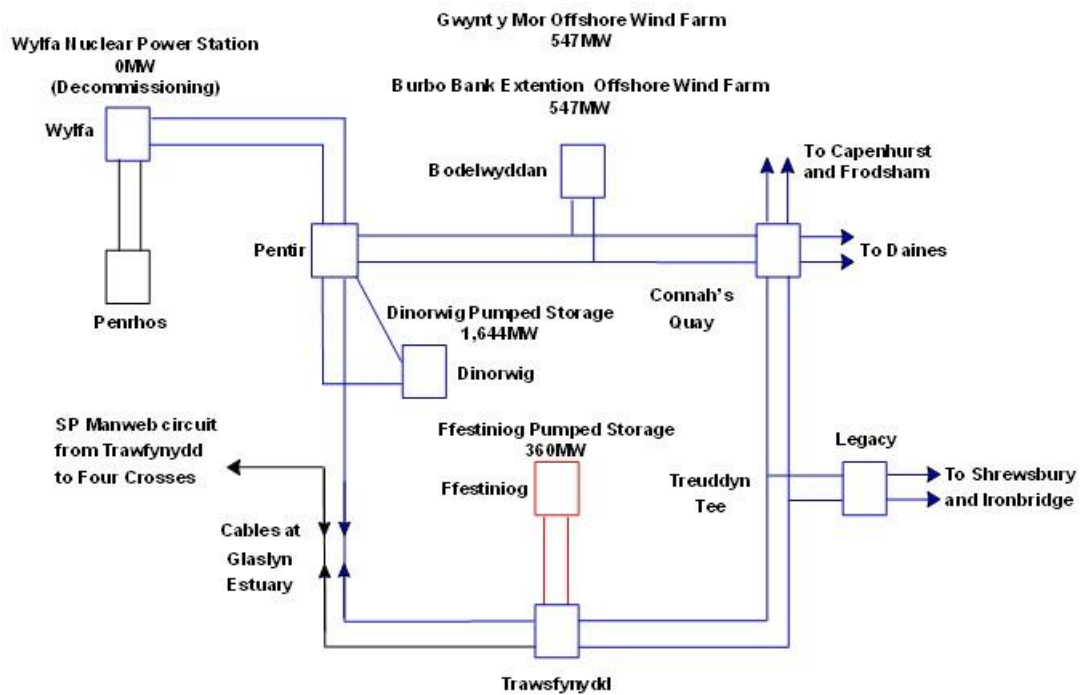 Gwynt y Mor Offshore Wind Farm
547MW
Wylfa Nuclear Power Station
0MW
(Decommissioning)
Burbo Bank Extention Offshore Wind Farm
547MW
Wylfa
Bodelwyddan
To Capenhurst
and Frodsham
Pentir
To Daines
Penrhos
Connah's
Quay
Dinorwig Pumped Storage
1,644MW
Dinorwig
SP Manweb circuit
from Trawfynydd
to Four Crosses
Ffestiniog Pumped Storage
360MW
Ffestiniog
Legacy
Treuddyn
Tee
To Shrewsbury
and Ironbridge
Cables at
Glaslyn
Estuary
Trawsfynydd